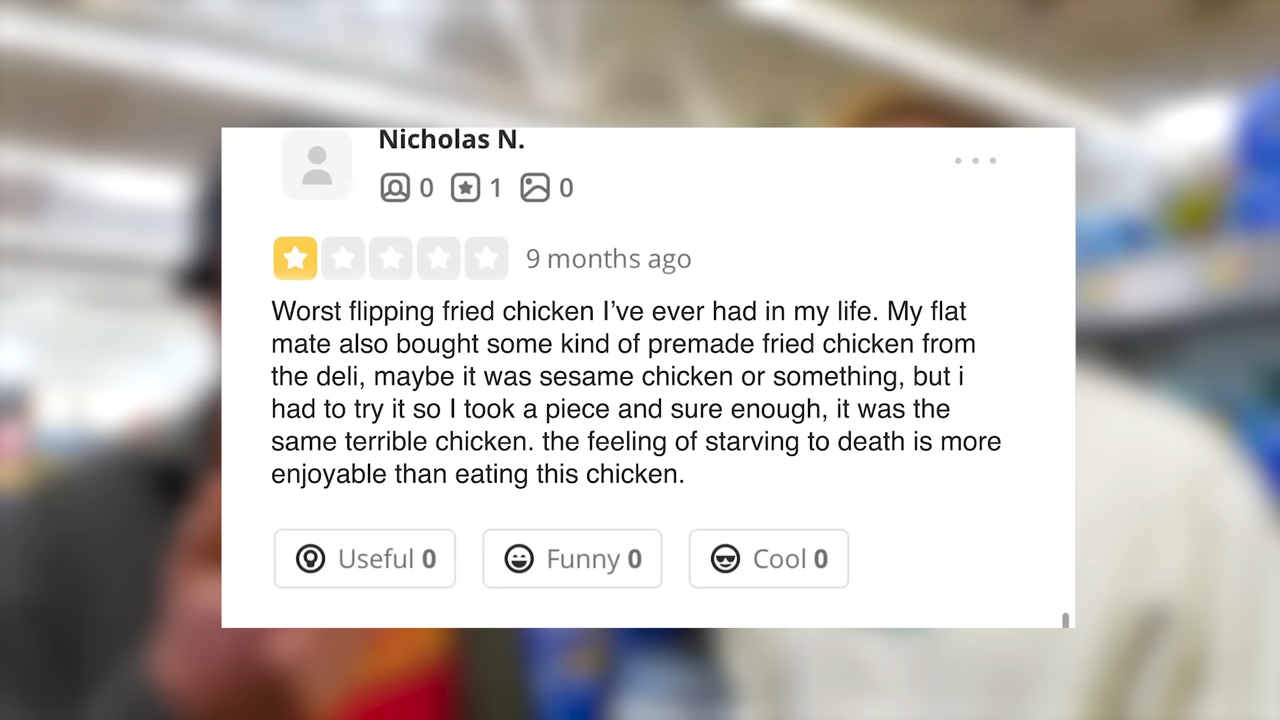 Nicholas N.
0 1 0
9 months ago
Worst flipping fried chicken I’ve ever had in my life. My flat
mate also bought some kind of premade fried chicken from
the deli, maybe it was sesame chicken or something, but i
had to try it so I took a piece and sure enough, it was the
same terrible chicken. the feeling of starving to death is more
enjoyable than eating this chicken.
Useful 0 Funny 0 Cool 0